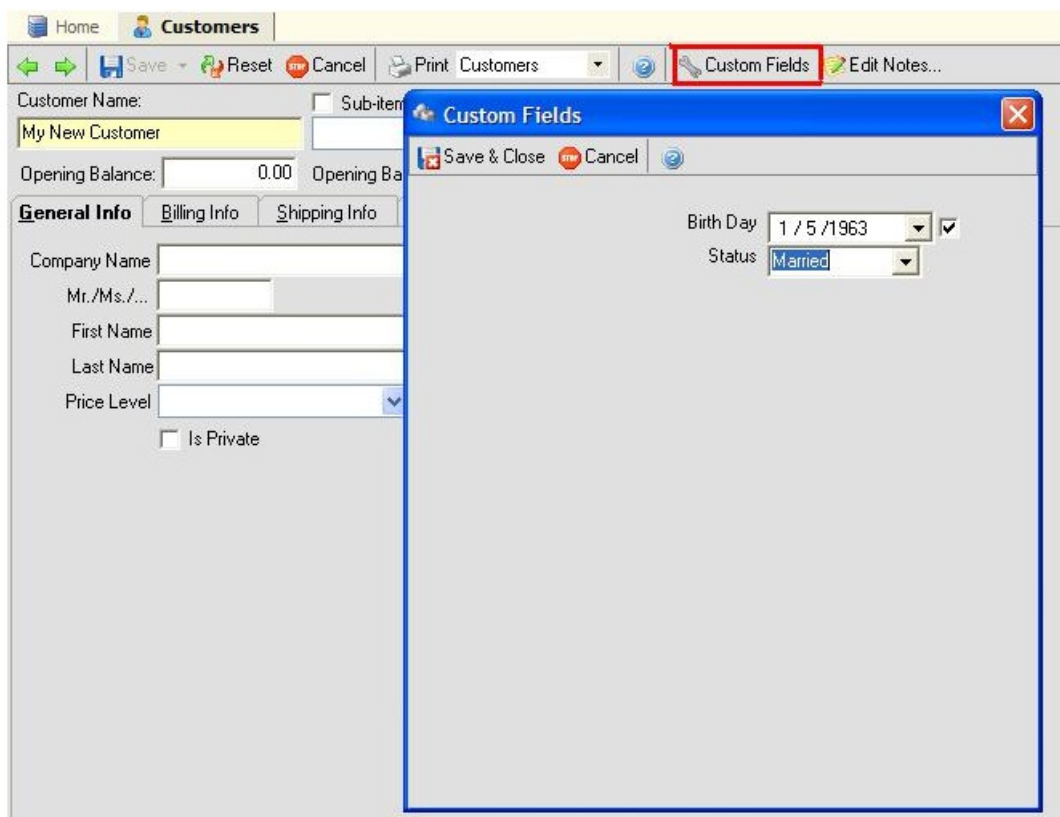 Home Customers
Save Reset Cancel Print Customers Custom Fields Edit Notes...
Customer Name: Sub-item
My New Customer
Opening Balance: 0.00 Opening Ba
General Info Billing Info Shipping Info
Company Name
Mr./Ms./...
First Name
Last Name
Price Level
Is Private
Custom Fields
Save & Close Cancel
Birth Day 1 / 5 /1963
Status Married